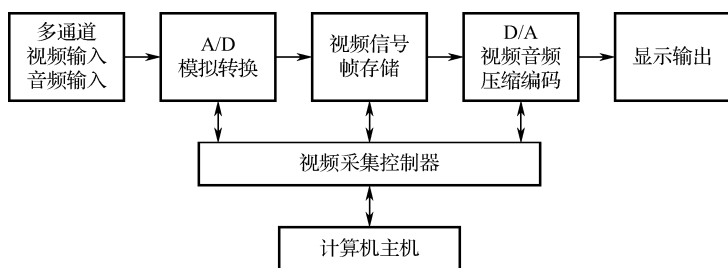 多通道
视频输入
音频输入
A/D
模拟转换
视频信号
帧存储
D/A
视频音频
压缩编码
显示输出
视频采集控制器
计算机主机